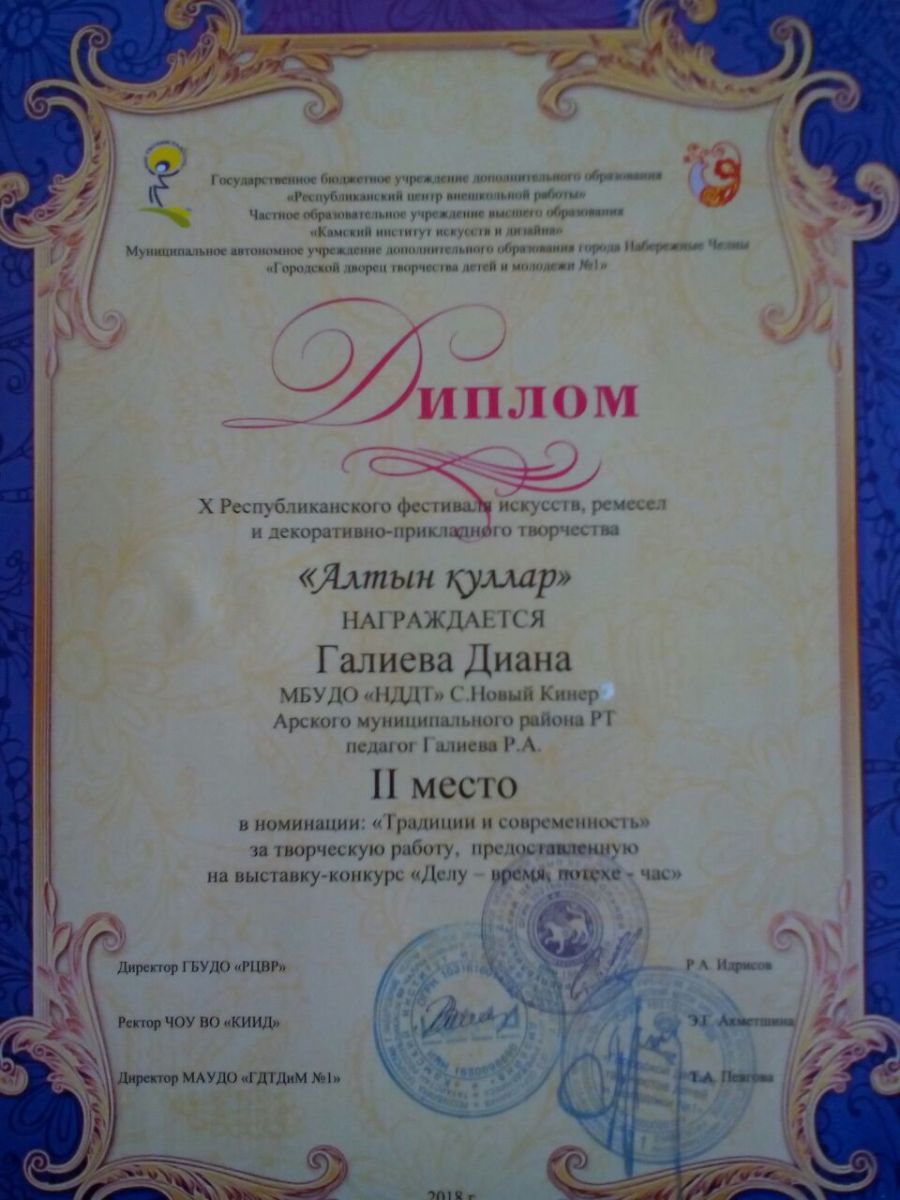 Государственное бюджетное учреждение дополнительного образования
«Республиканский центр внешкольной работы»
Частное образовательное учреждение высшего образования
«Камский институт искусств и дизайна»
Муниципальное автономное учреждение дополнительного образования города Набережные Челны
«Городской дворец творчества детей и молодежи №1»
Диплом
X Республиканского фестиваля искусств, ремесел
и декоративно-прикладного творчества
«Алтын куллар»
НАГРАЖДАЕТСЯ
Галиева Диана
МБУДО «НДДТ» С.Новый Кинер
Арского муниципального района РТ
педагог Галиева Р.А.
II место
в номинации: «Традиции и современность»
за творческую работу, предоставленную
на выставку-конкурс «Делу – время, потехе - час»
Директор ГБУДО «РЦВР» Р.А. Идрисов
Ректор ЧОУ ВО «КИИД» Э.Г. Ахметшина
Директор МАУДО «ГДТДиМ №1» Т.А. Певгова
2018 г.